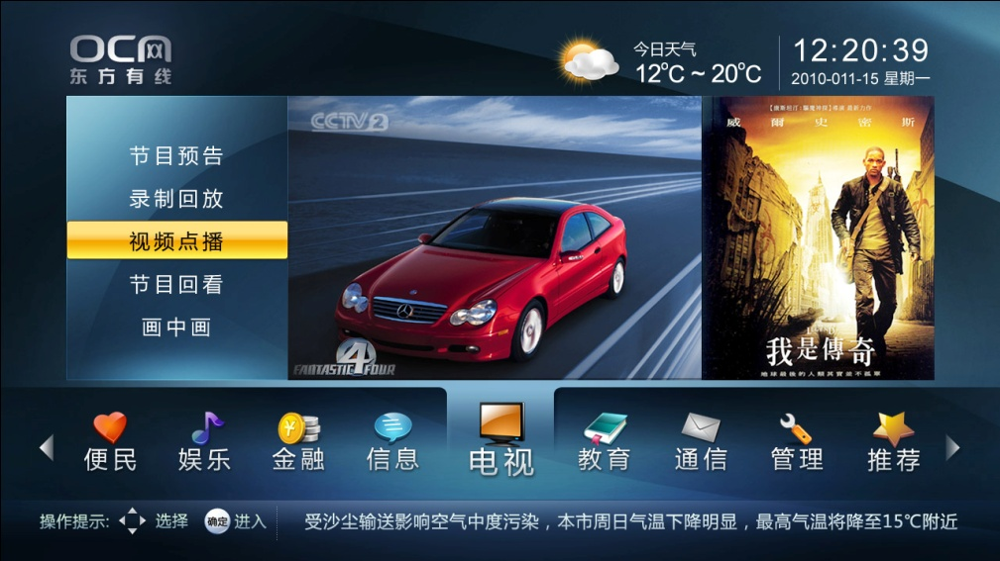 OCN网
东方有线
今日天气
12℃ ~ 20℃
12:20:39
2010-011-15 星期一
节目预告
录制回放
视频点播
节目回看
画中画
CCTV 2
4
FANTASTIC FOUR
威爾史密斯
我是傳奇
地球最後的人類其實並不孤單
便民
娱乐
金融
信息
电视
教育
通信
管理
推荐
操作提示: 选择 确定 进入
受沙尘输送影响空气中度污染，本市周日气温下降明显，最高气温将降至15℃附近